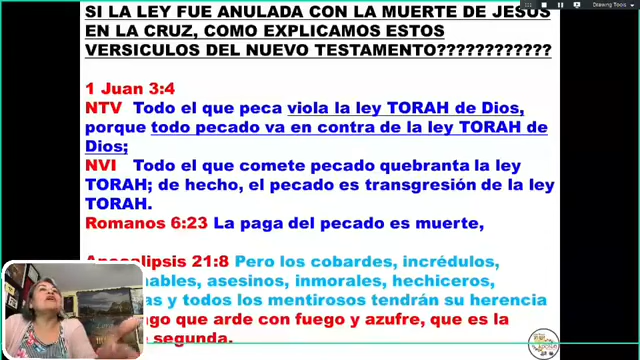 SI LA LEY FUE ANULADA CON LA MUERTE DE JESUS
EN LA CRUZ, COMO EXPLICAMOS ESTOS
VERSICULOS DEL NUEVO TESTAMENTO????????????
1 Juan 3:4
NTV Todo el que peca viola la ley TORAH de Dios,
porque todo pecado va en contra de la ley TORAH de
Dios;
NVI Todo el que comete pecado quebranta la ley
TORAH; de hecho, el pecado es transgresión de la ley
TORAH.
Romanos 6:23 La paga del pecado es muerte,
Apocalipsis 21:8 Pero los cobardes, incrédulos,
asesinos, inmorales, hechiceros,
y todos los mentirosos tendrán su herencia
que arde con fuego y azufre, que es la
segunda.
Drawing Tools